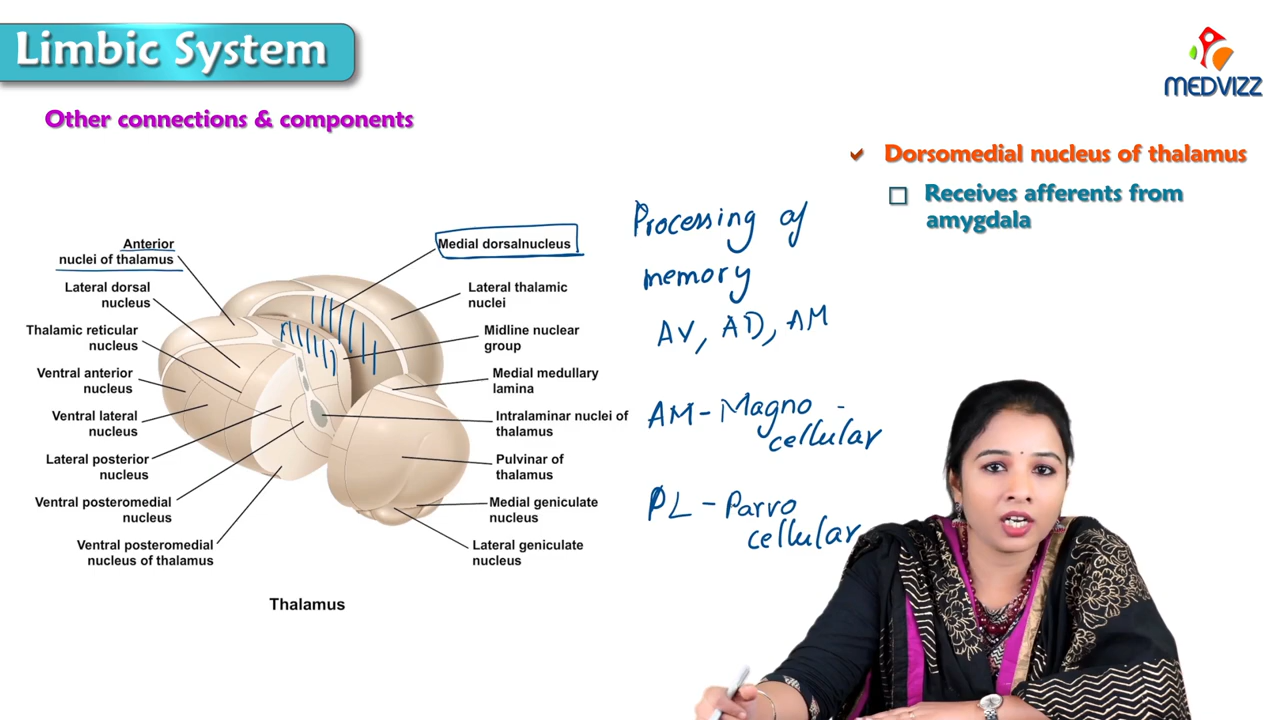 Limbic System
MEDVIZZ
Other connections & components
Dorsomedial nucleus of thalamus
Receives afferents from
amygdala
Anterior
nuclei of thalamus
Lateral dorsal
nucleus
Thalamic reticular
nucleus
Ventral anterior
nucleus
Ventral lateral
nucleus
Lateral posterior
nucleus
Ventral posteromedial
nucleus
Ventral posteromedial
nucleus of thalamus
Medial dorsalnucleus
Lateral thalamic
nuclei
Midline nuclear
group
Medial medullary
lamina
Intralaminar nuclei of
thalamus
Pulvinar of
thalamus
Medial geniculate
nucleus
Lateral geniculate
nucleus
Thalamus
Processing of
memory
AV, AD, AM
AM - Magno -
cellular
PL - Parvo
cellular